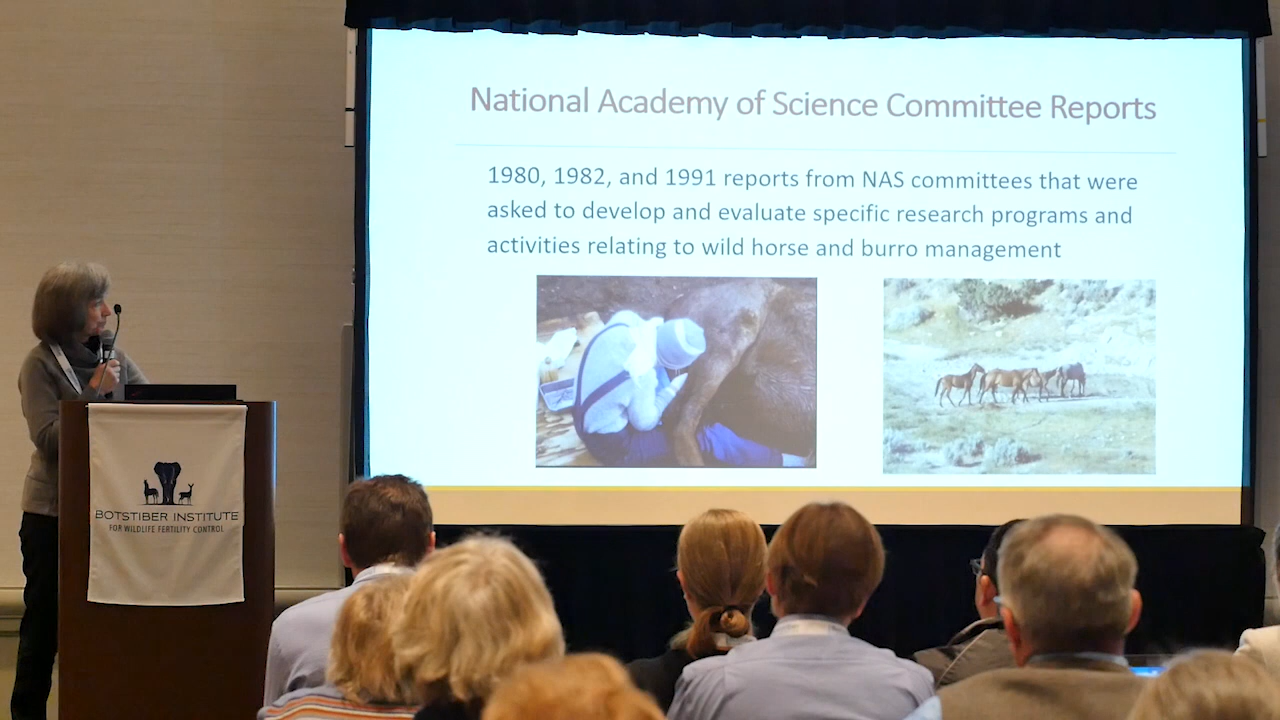 National Academy of Science Committee Reports
1980, 1982, and 1991 reports from NAS committees that were
asked to develop and evaluate specific research programs and
activities relating to wild horse and burro management
BOTSTIBER INSTITUTE
FOR WILDLIFE FERTILITY CONTROL